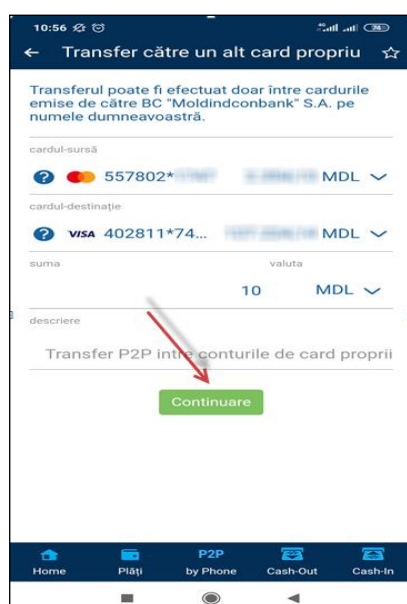 10:56
← Transfer către un alt card propriu
Transferul poate fi efectuat doar între cardurile
emise de către BC "Moldindconbank" S.A. pe
numele dumneavoastră.
cardul-sursă
? 557802* MDL
cardul-destinație
? VISA 402811*74... MDL
suma valuta
10 MDL
descriere
Transfer P2P intre conturile de card proprii
Continuare
P2P
Home Plăți by Phone Cash-Out Cash-In